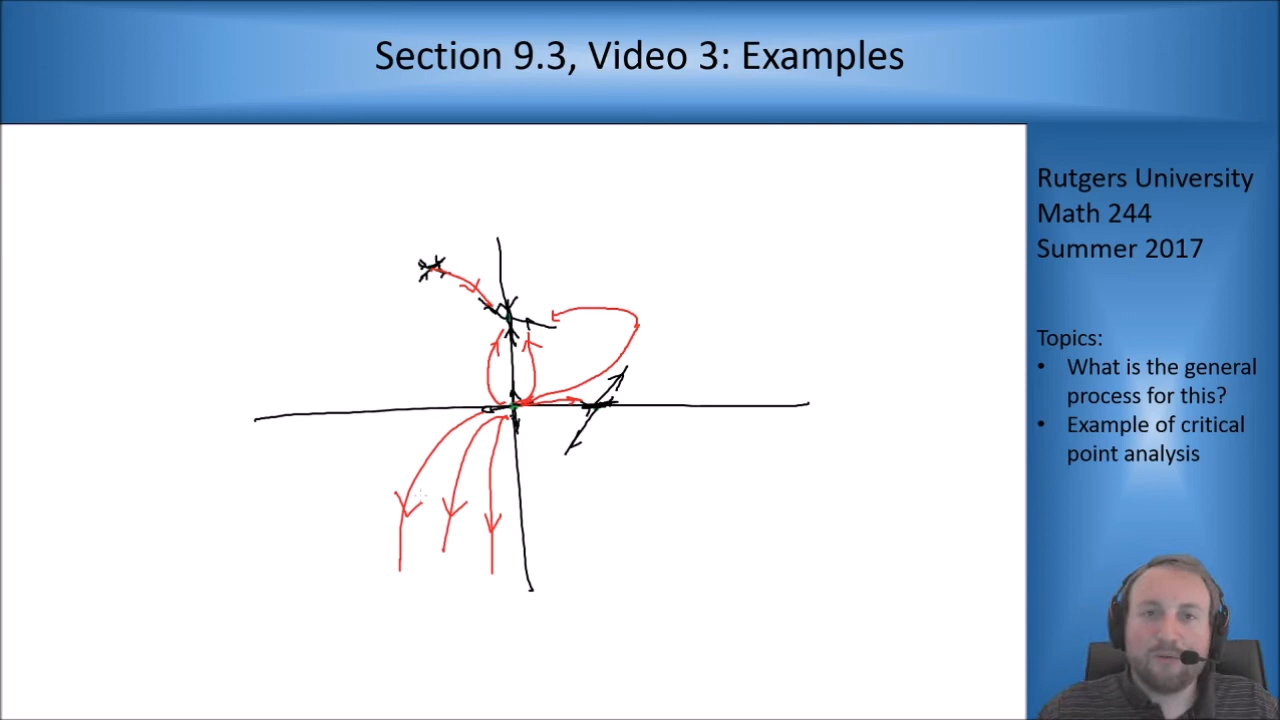 Section 9.3, Video 3: Examples
Rutgers University
Math 244
Summer 2017
Topics:
• What is the general
process for this?
• Example of critical
point analysis